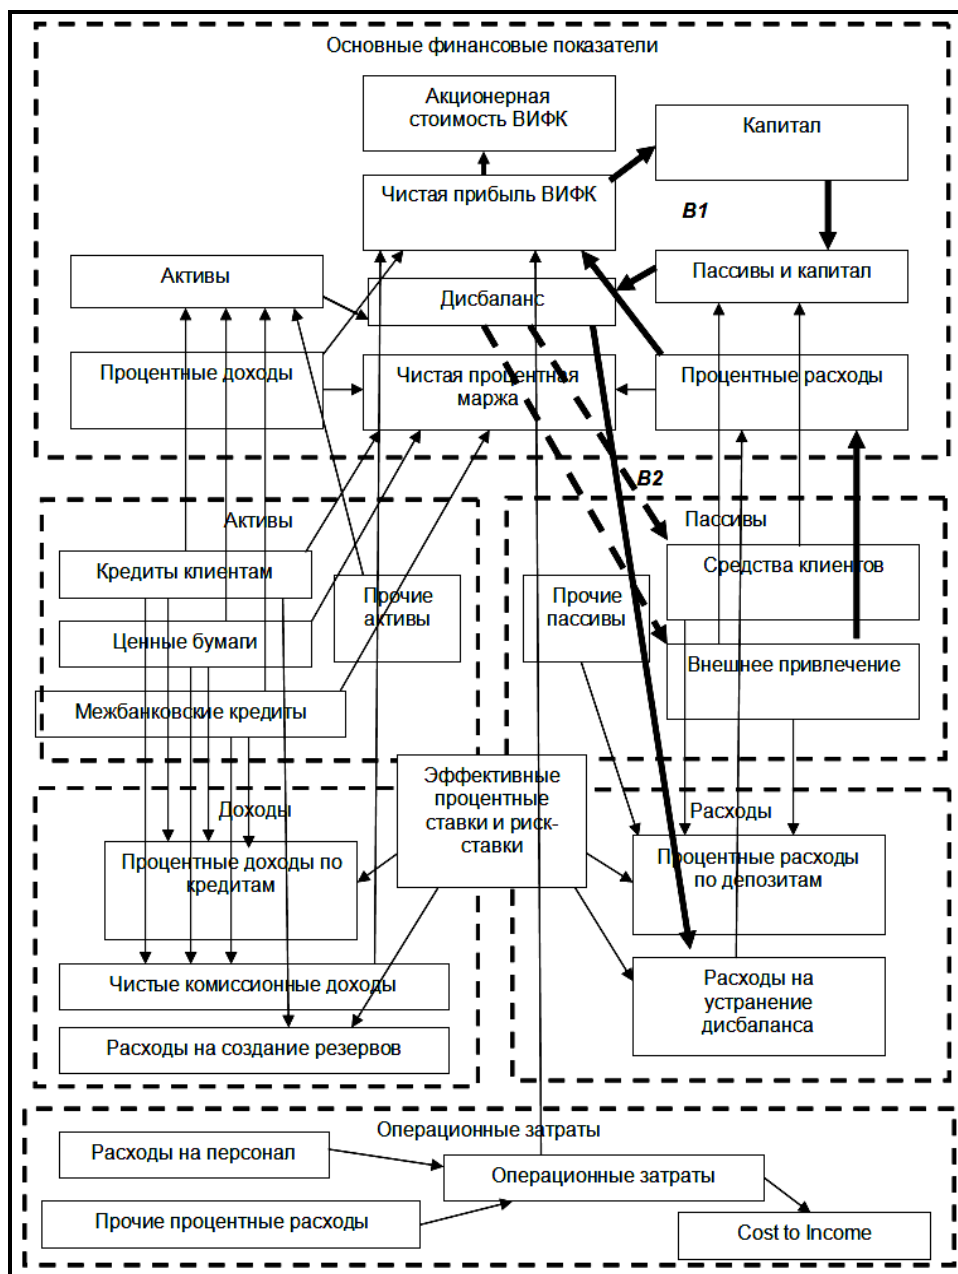 Основные финансовые показатели
Акционерная
стоимость ВИФК
Капитал
Чистая прибыль ВИФК
B1
Активы
Пассивы и капитал
Дисбаланс
Процентные доходы
Чистая процентная
маржа
Процентные расходы
B2
Активы
Пассивы
Кредиты клиентам
Прочие
активы
Ценные бумаги
Межбанковские кредиты
Средства клиентов
Прочие
пассивы
Внешнее привлечение
Эффективные
процентные
ставки и риск-
ставки
Доходы
Процентные доходы по
кредитам
Чистые комиссионные доходы
Расходы на создание резервов
Расходы
Процентные расходы
по депозитам
Расходы на
устранение
дисбаланса
Операционные затраты
Расходы на персонал
Операционные затраты
Прочие процентные расходы
Cost to Income